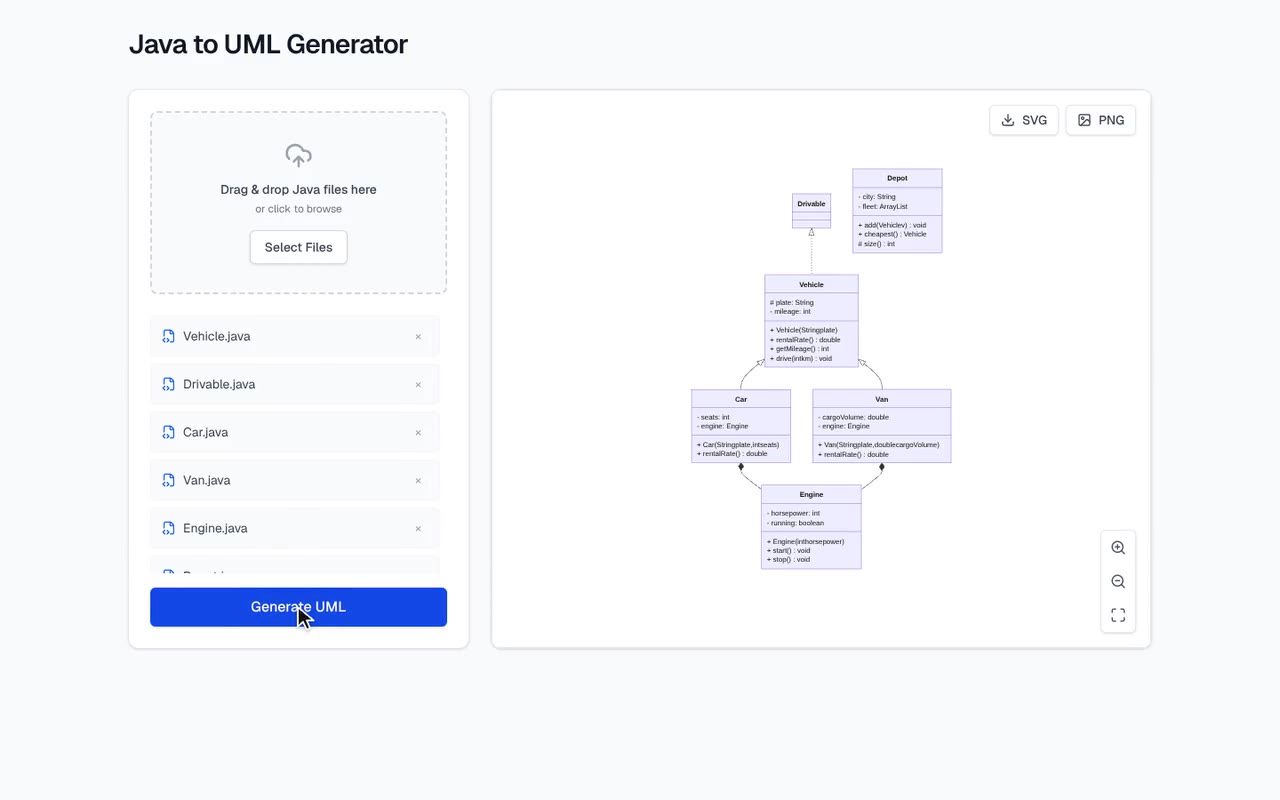 Java to UML Generator
Drag & drop Java files here
or click to browse
Select Files
Vehicle.java
Drivable.java
Car.java
Van.java
Engine.java
Generate UML
SVG
PNG
Drivable
Depot
- city: String
- fleet: ArrayList
+ add(Vehiclev) : void
+ cheapest() : Vehicle
# size() : int
Vehicle
# plate: String
- mileage: int
+ Vehicle(Stringplate)
+ rentalRate() : double
+ getMileage() : int
+ drive(intkm) : void
Car
- seats: int
- engine: Engine
+ Car(Stringplate,intseats)
+ rentalRate() : double
Van
- cargoVolume: double
- engine: Engine
+ Van(Stringplate,doublecargoVolume)
+ rentalRate() : double
Engine
- horsepower: int
- running: boolean
+ Engine(inthorsepower)
+ start() : void
+ stop() : void